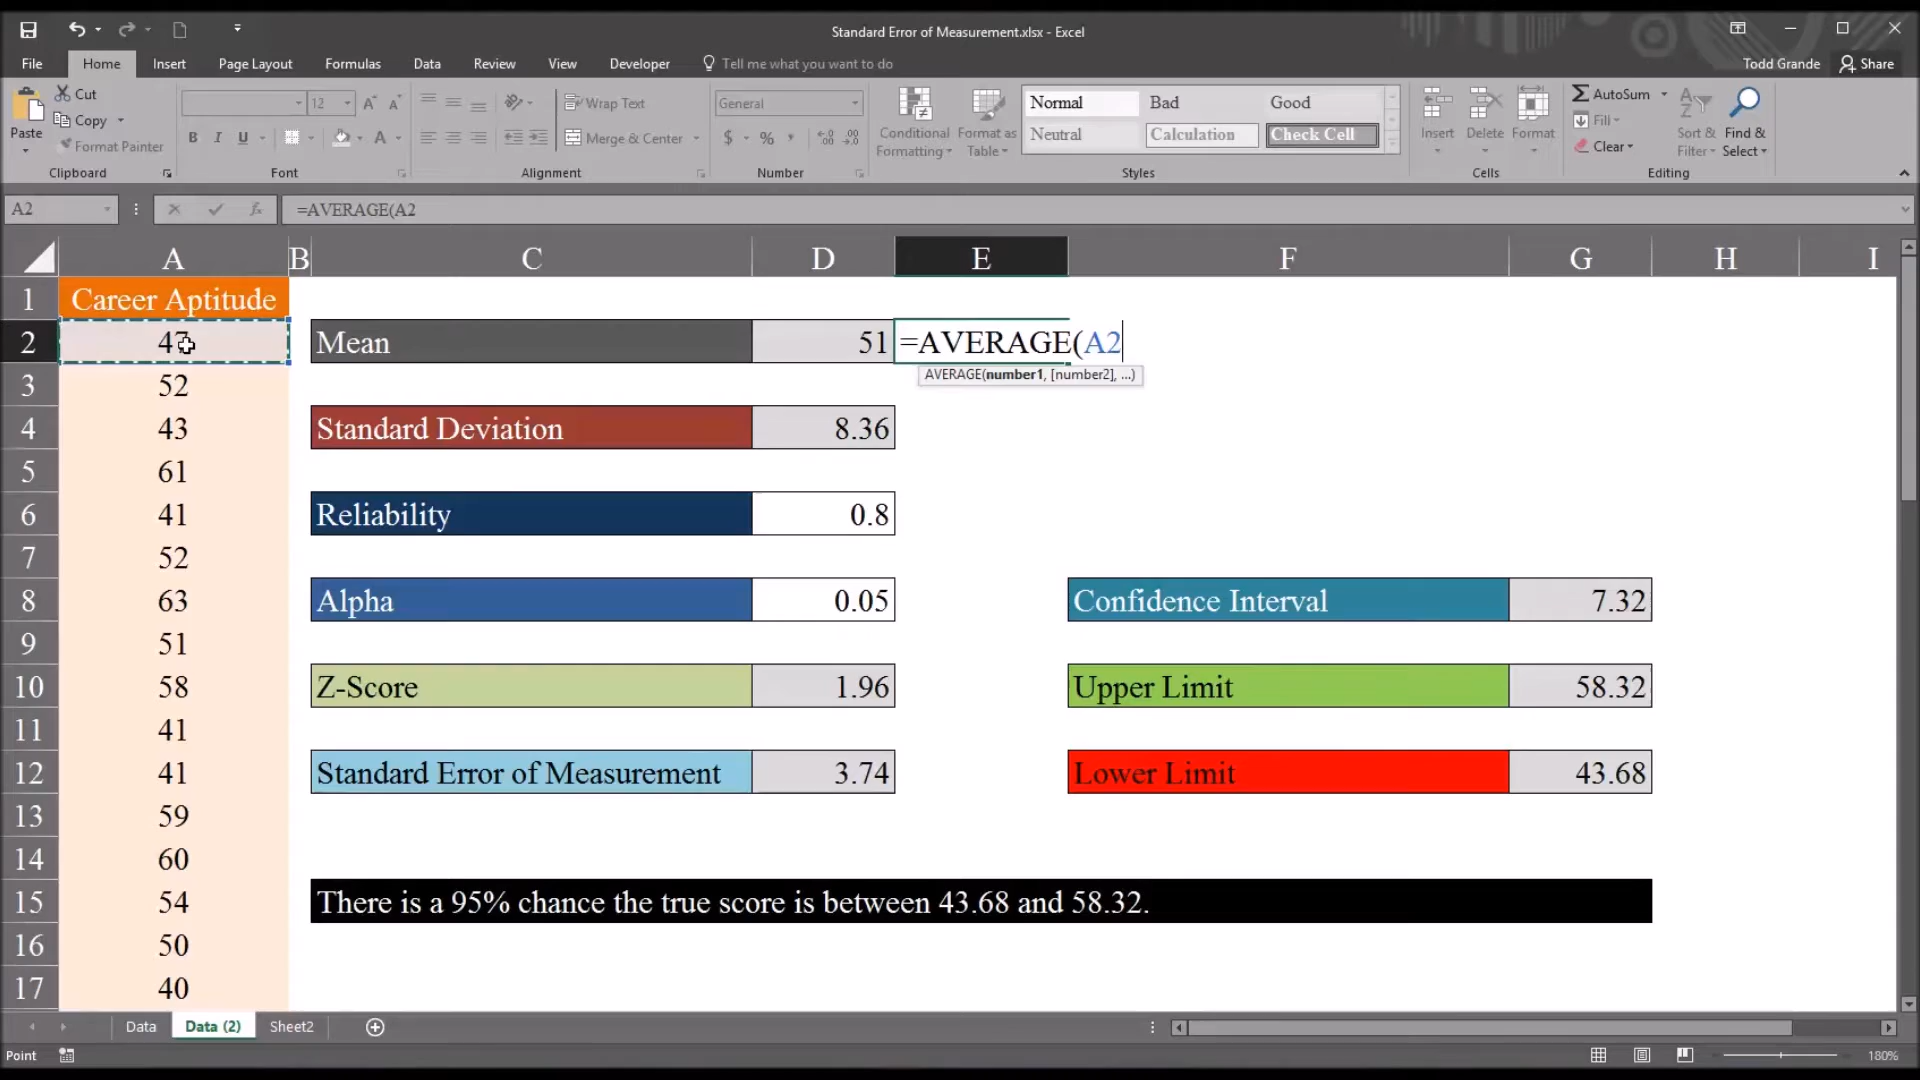 Standard Error of Measurement.xlsx - Excel
File Home Insert Page Layout Formulas Data Review View Developer Tell me what you want to do Todd Grande Share
Paste Cut Copy Format Painter
12
B I U A
Wrap Text
Merge & Center
General
$ %
Conditional Formatting
Format as Table
Normal Bad Good
Neutral Calculation Check Cell
Insert Delete Format
AutoSum
Fill
Clear
Sort & Filter
Find & Select
Clipboard Font Alignment Number Styles Cells Editing
A2 fx =AVERAGE(A2
A B C D E F G H I
1 Career Aptitude
2 47 Mean 51 =AVERAGE(A2
AVERAGE(number1, [number2], ...)
3 52
4 43 Standard Deviation 8.36
5 61
6 41 Reliability 0.8
7 52
8 63 Alpha 0.05 Confidence Interval 7.32
9 51
10 58 Z-Score 1.96 Upper Limit 58.32
11 41
12 41 Standard Error of Measurement 3.74 Lower Limit 43.68
13 59
14 60
15 54 There is a 95% chance the true score is between 43.68 and 58.32.
16 50
17 40
Data Data (2) Sheet2
Point 180%